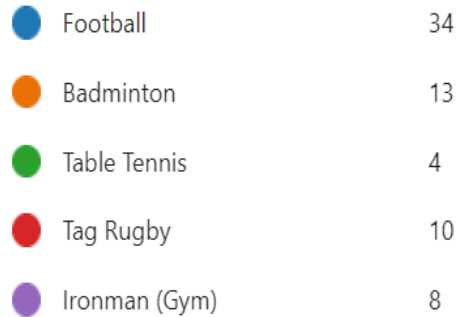 Football 34
Badminton 13
Table Tennis 4
Tag Rugby 10
Ironman (Gym) 8